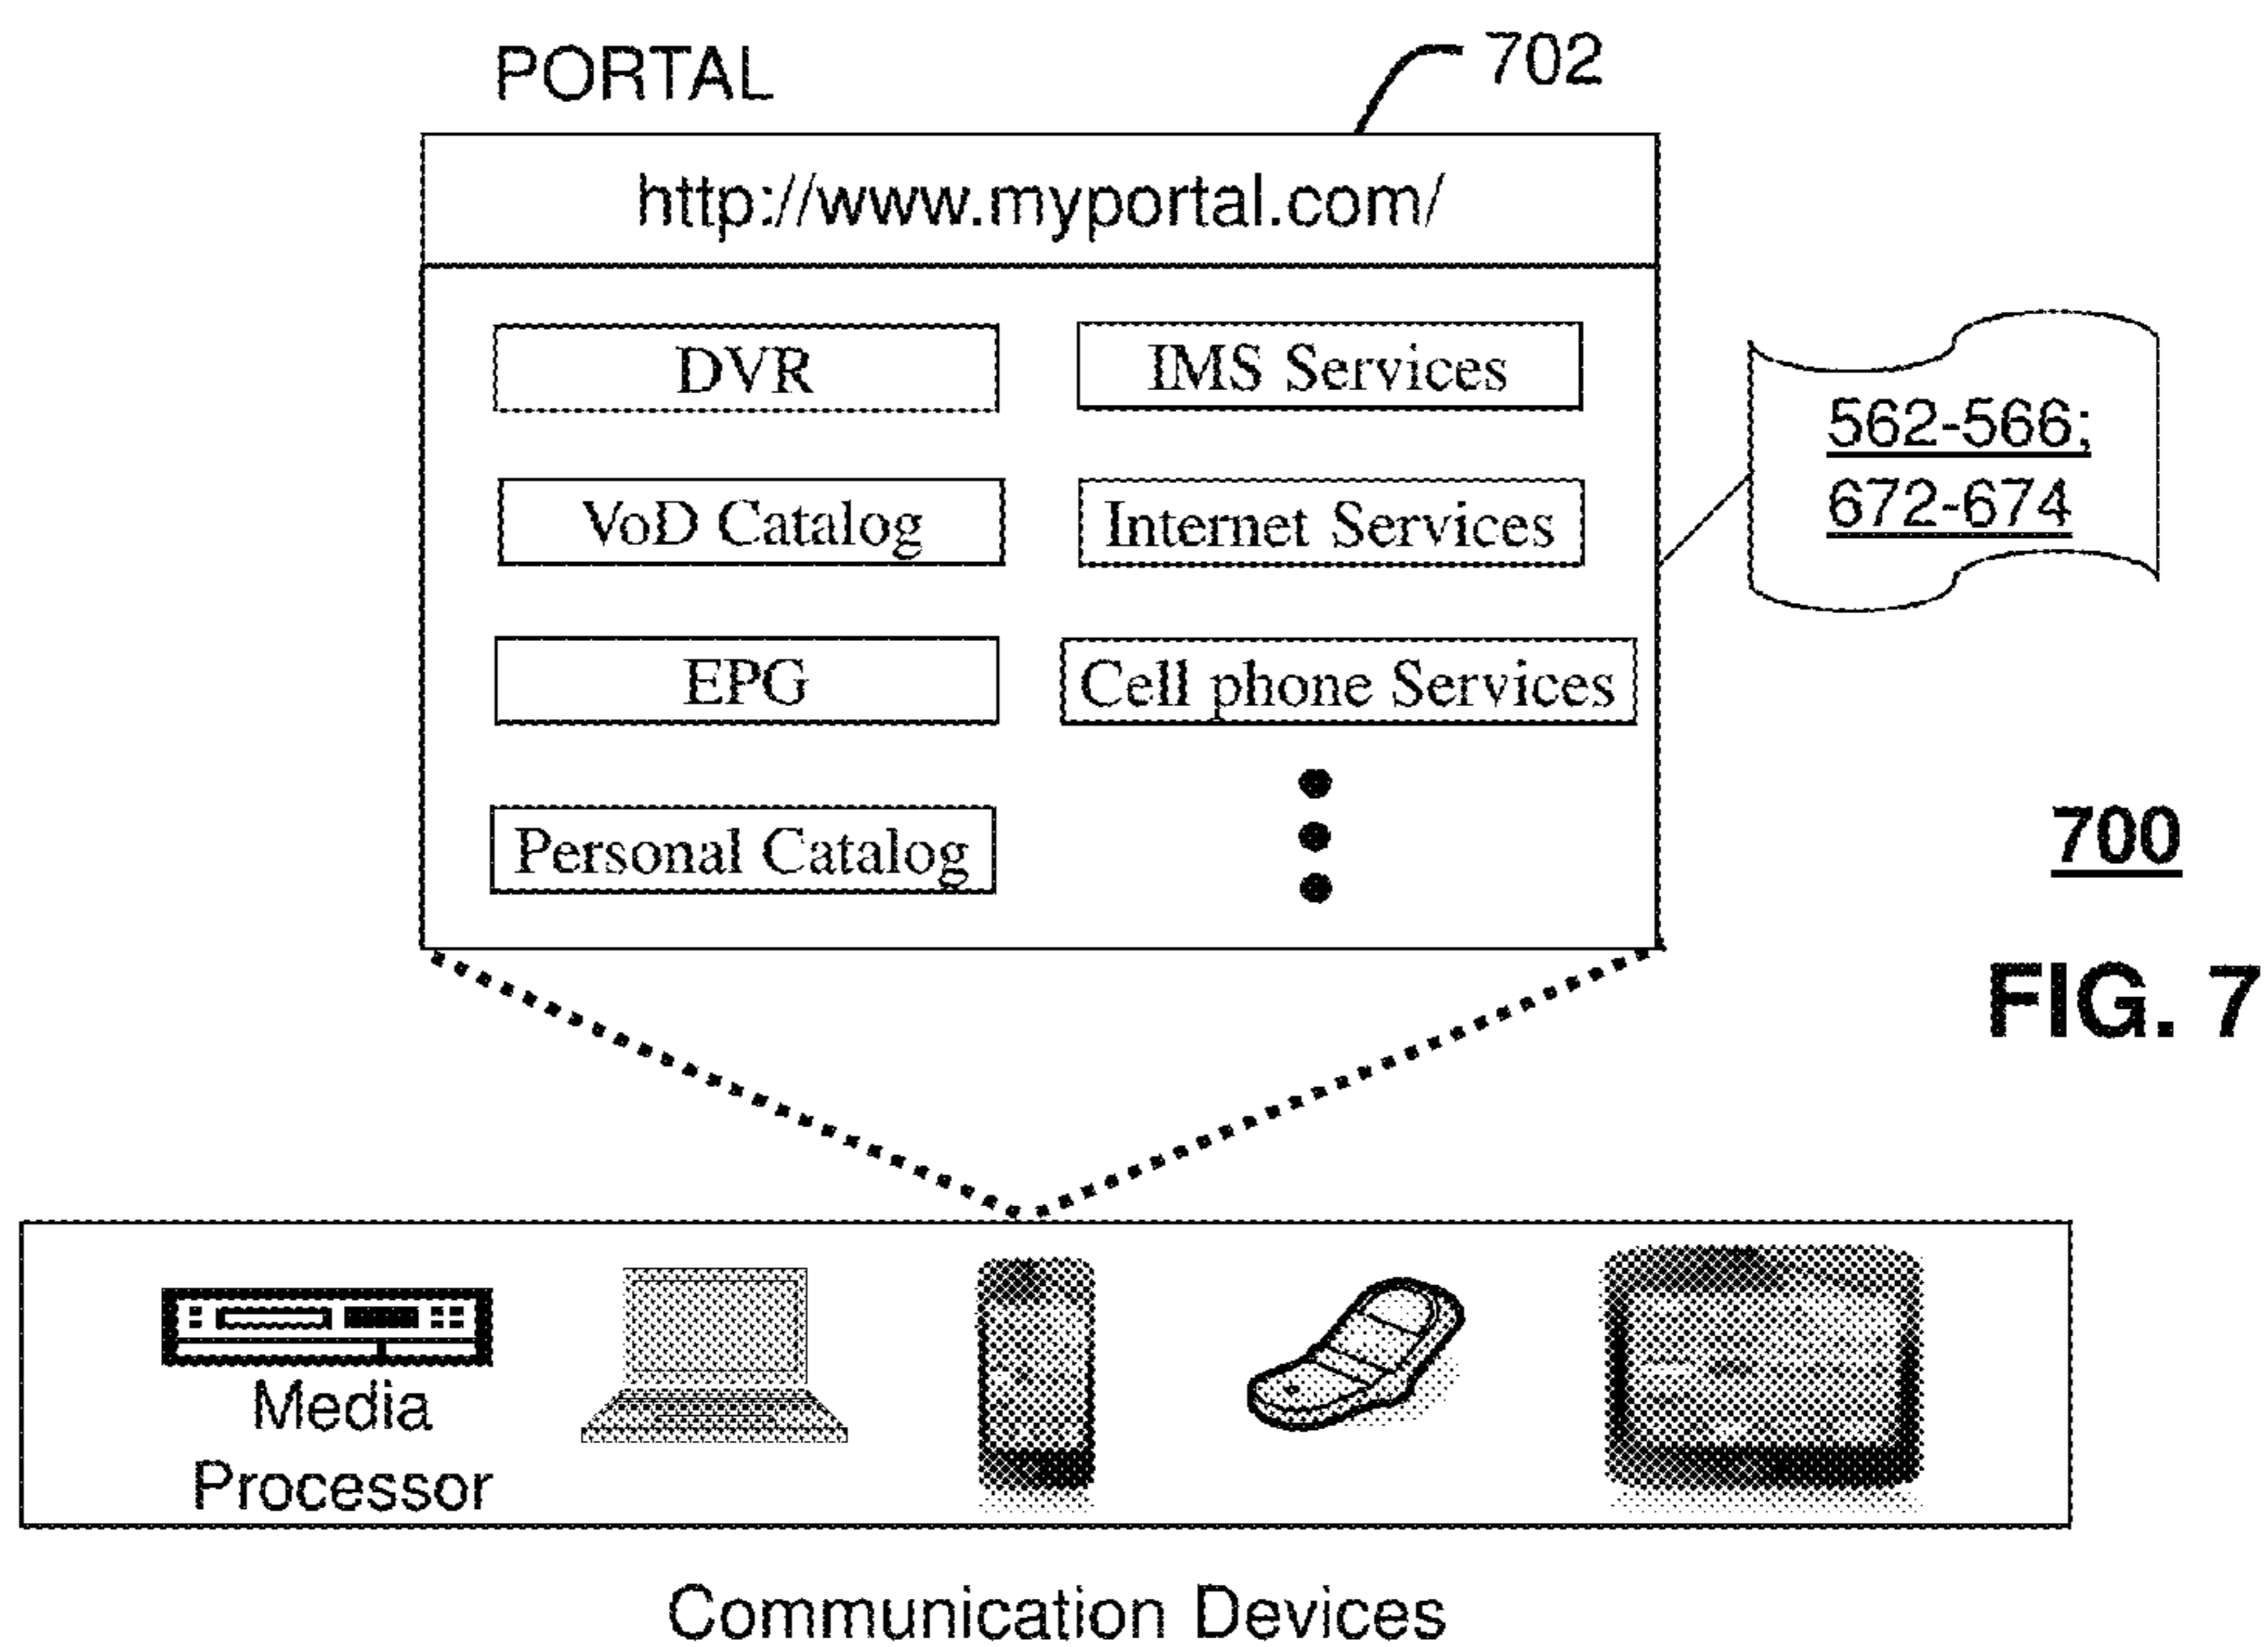 PORTAL
702
http://www.myportal.com/
DVR
IMS Services
VoD Catalog
Internet Services
EPG
Cell phone Services
Personal Catalog
562-566;
672-674
700
FIG. 7
Media
Processor
Communication Devices